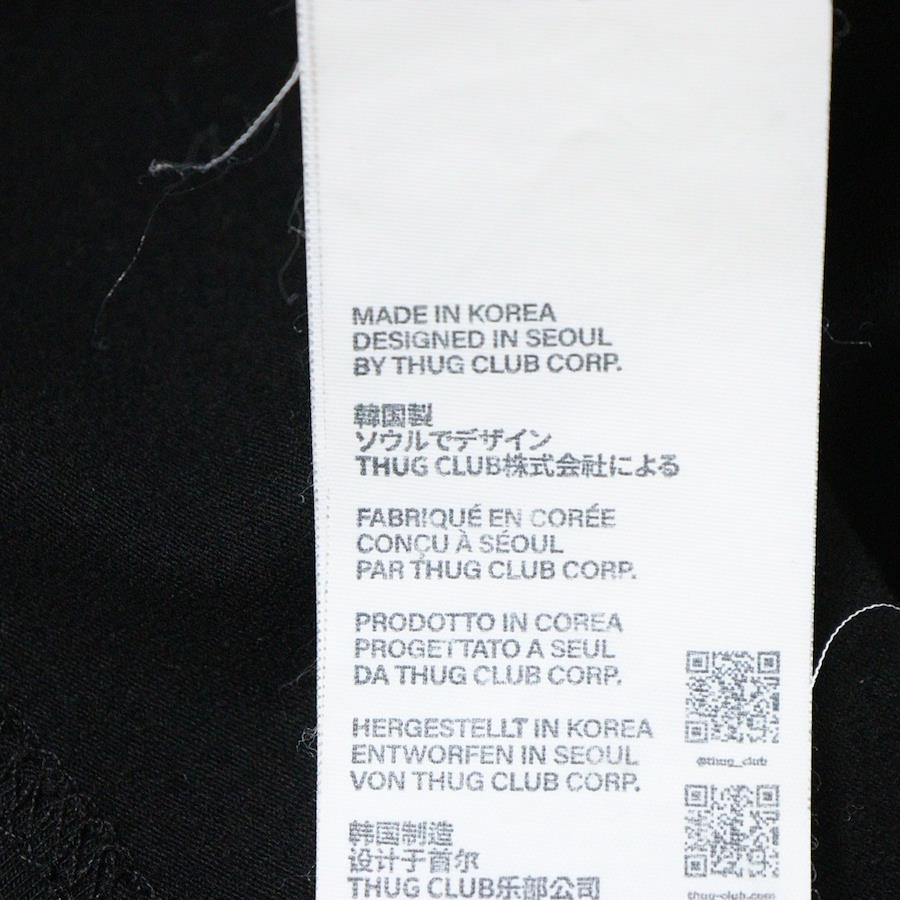 MADE IN KOREA
DESIGNED IN SEOUL
BY THUG CLUB CORP.
韓国製
ソウルでデザイン
THUG CLUB株式会社による
FABRIQUÉ EN CORÉE
CONÇU À SÉOUL
PAR THUG CLUB CORP.
PRODOTTO IN COREA
PROGETTATO A SEUL
DA THUG CLUB CORP.
HERGESTELLT IN KOREA
ENTWORFEN IN SEOUL
VON THUG CLUB CORP.
@thug_club
韩国制造
设计于首尔
THUG CLUB乐部公司
thug-club.com